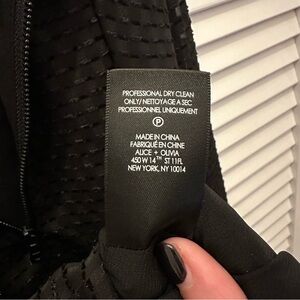 PROFESSIONAL DRY CLEAN
ONLY/ NETTOYAGE A SEC
PROFESSIONNEL UNIQUEMENT
P
MADE IN CHINA
FABRIQUÉ EN CHINE
ALICE + OLIVIA
450 W 14TH ST 11FL
NEW YORK, NY 10014